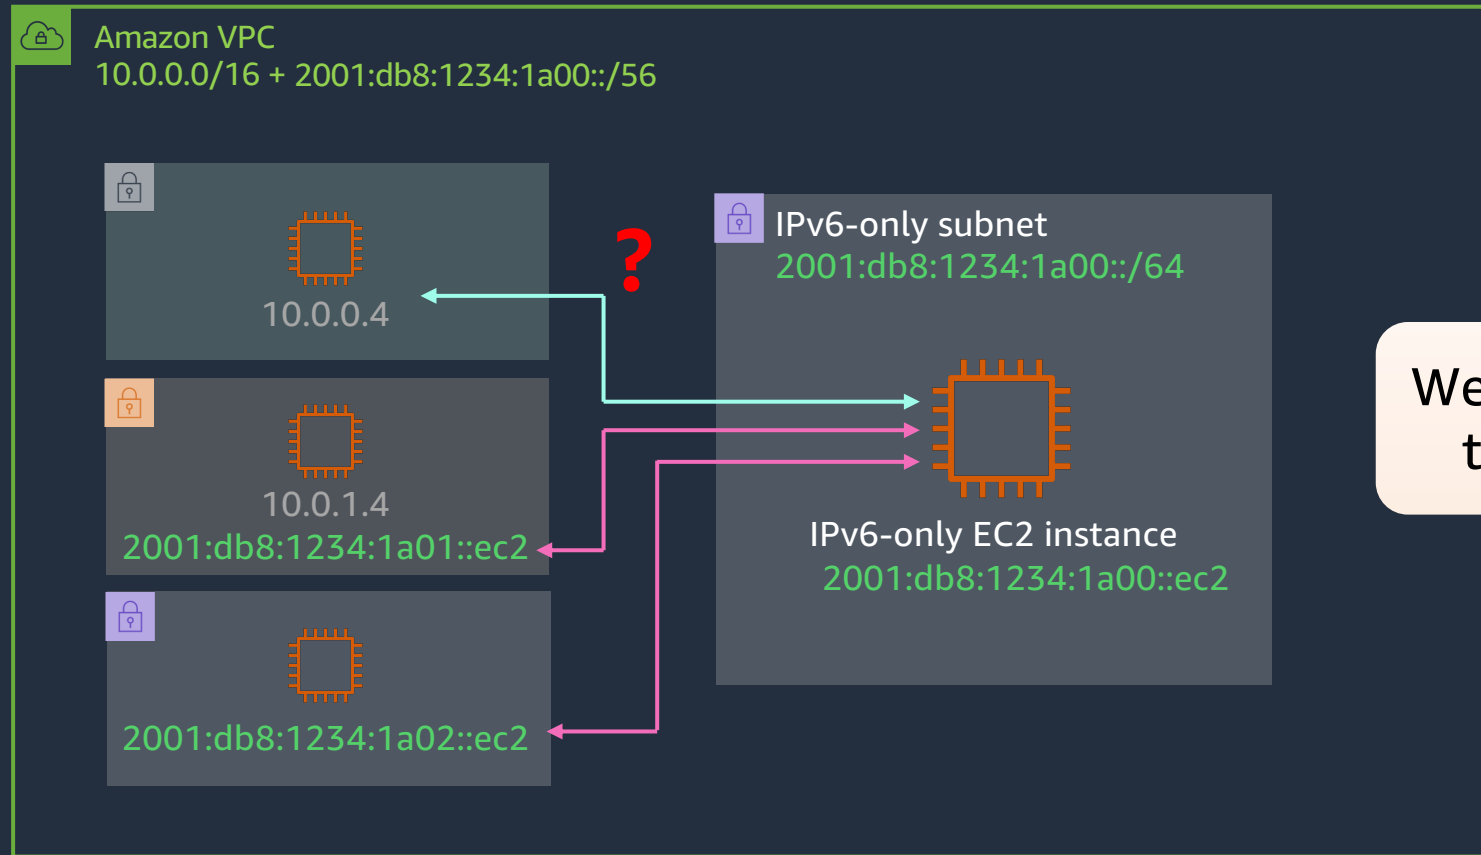 Amazon VPC
10.0.0.0/16 + 2001:db8:1234:1a00::/56
10.0.0.4
?
10.0.1.4
2001:db8:1234:1a01::ec2
2001:db8:1234:1a02::ec2
IPv6-only subnet
2001:db8:1234:1a00::/64
IPv6-only EC2 instance
2001:db8:1234:1a00::ec2
We